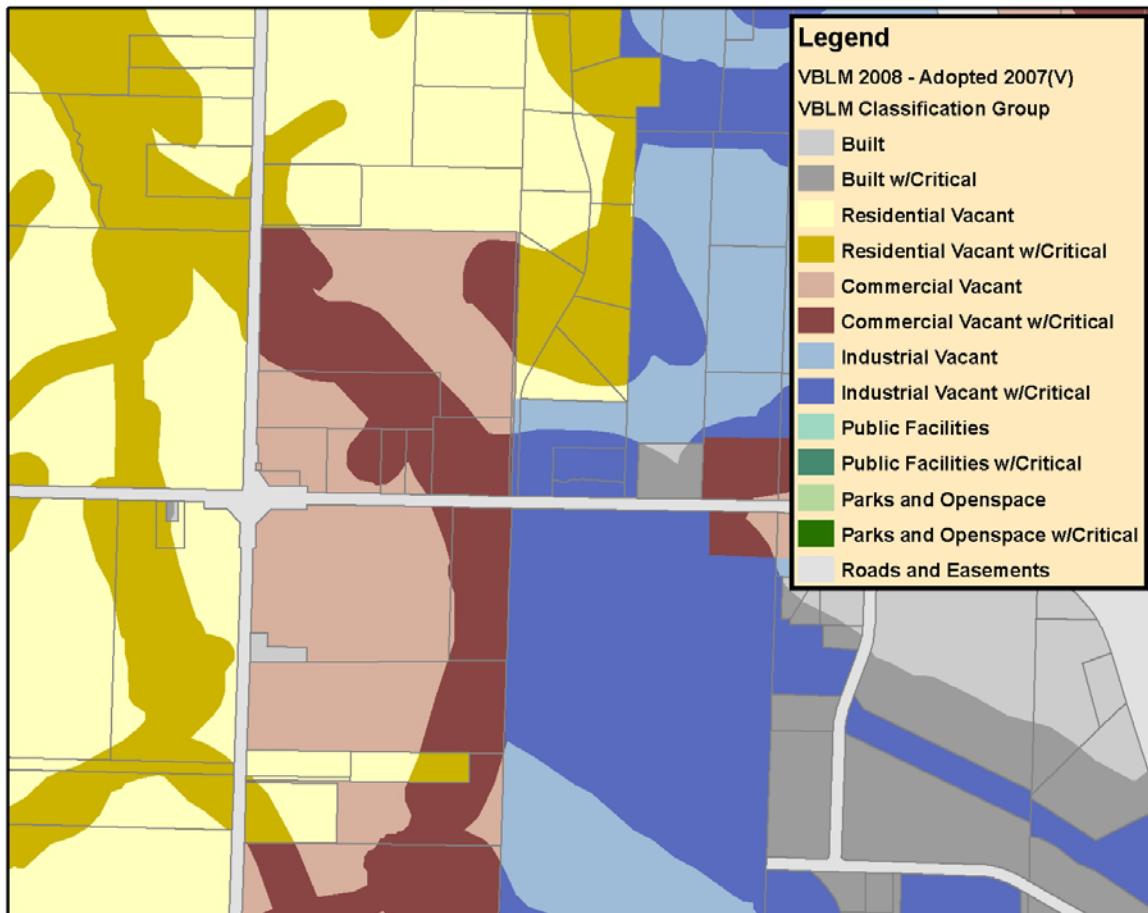 Legend
VBLM 2008 - Adopted 2007(V)
VBLM Classification Group
Built
Built w/Critical
Residential Vacant
Residential Vacant w/Critical
Commercial Vacant
Commercial Vacant w/Critical
Industrial Vacant
Industrial Vacant w/Critical
Public Facilities
Public Facilities w/Critical
Parks and Openspace
Parks and Openspace w/Critical
Roads and Easements